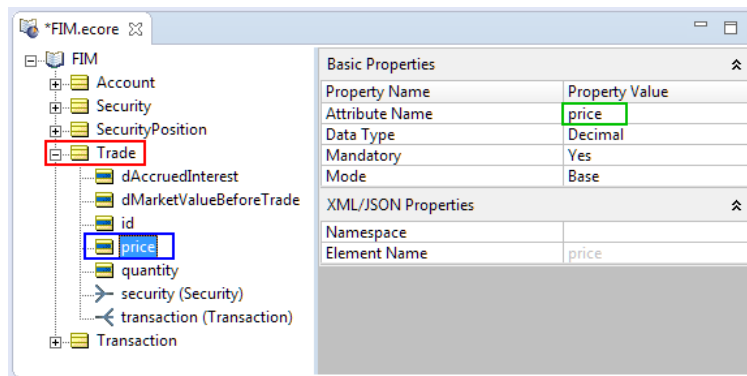 *FIM.ecore
FIM
Account
Security
SecurityPosition
Trade
dAccruedInterest
dMarketValueBeforeTrade
id
price
quantity
security (Security)
transaction (Transaction)
Transaction
Basic Properties
Property Name Property Value
Attribute Name price
Data Type Decimal
Mandatory Yes
Mode Base
XML/JSON Properties
Namespace
Element Name price